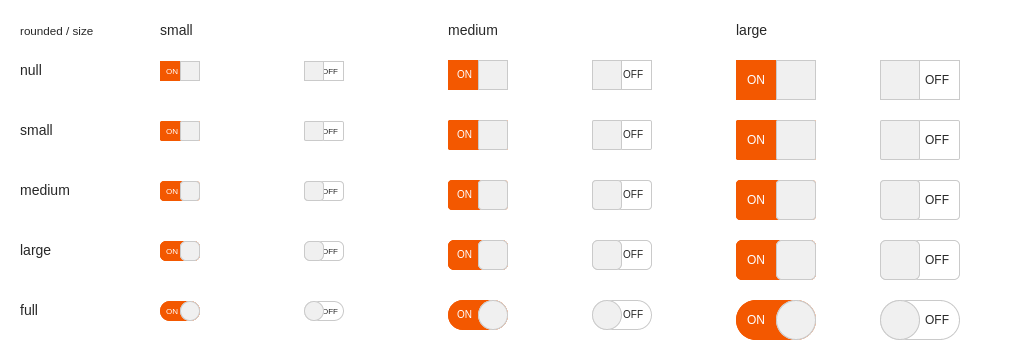 rounded / size small medium large
null ON OFF ON OFF ON OFF
small ON OFF ON OFF ON OFF
medium ON OFF ON OFF ON OFF
large ON OFF ON OFF ON OFF
full ON OFF ON OFF ON OFF